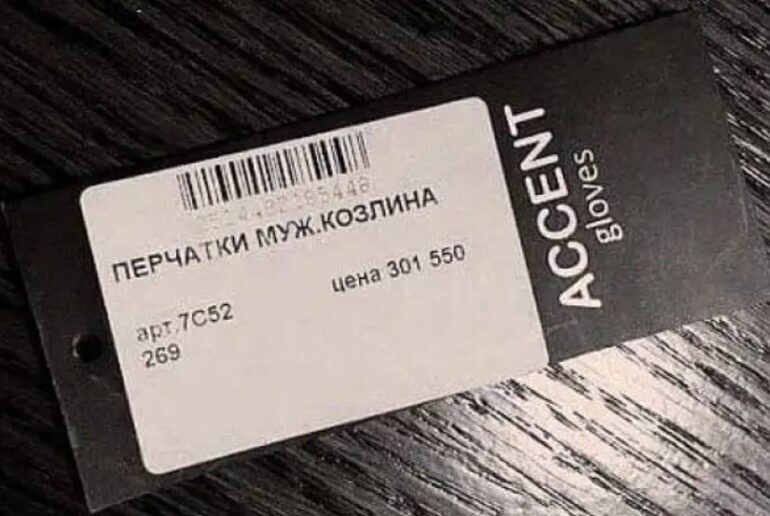 ПЕРЧАТКИ МУЖ.КОЗЛИНА
цена 301 550
арт.7С52
269
ACCENT
gloves